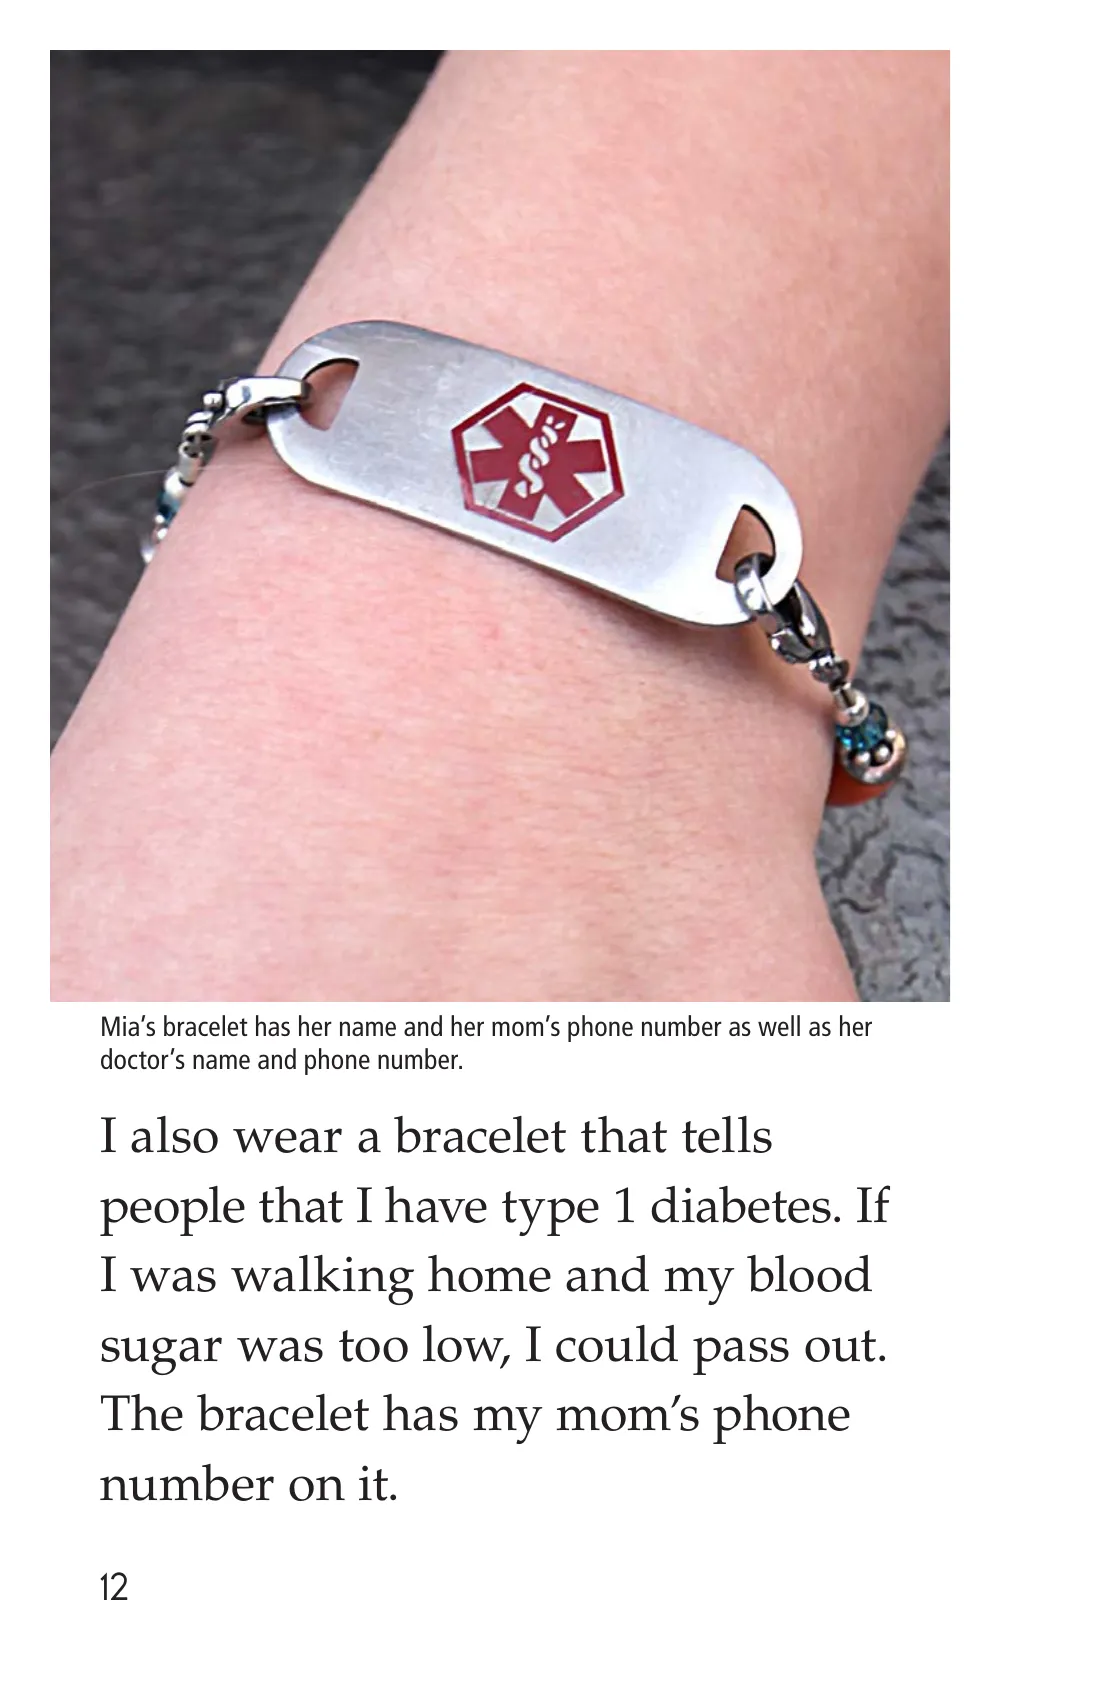 Mia’s bracelet has her name and her mom’s phone number as well as her
doctor’s name and phone number.
I also wear a bracelet that tells
people that I have type 1 diabetes. If
I was walking home and my blood
sugar was too low, I could pass out.
The bracelet has my mom’s phone
number on it.
12